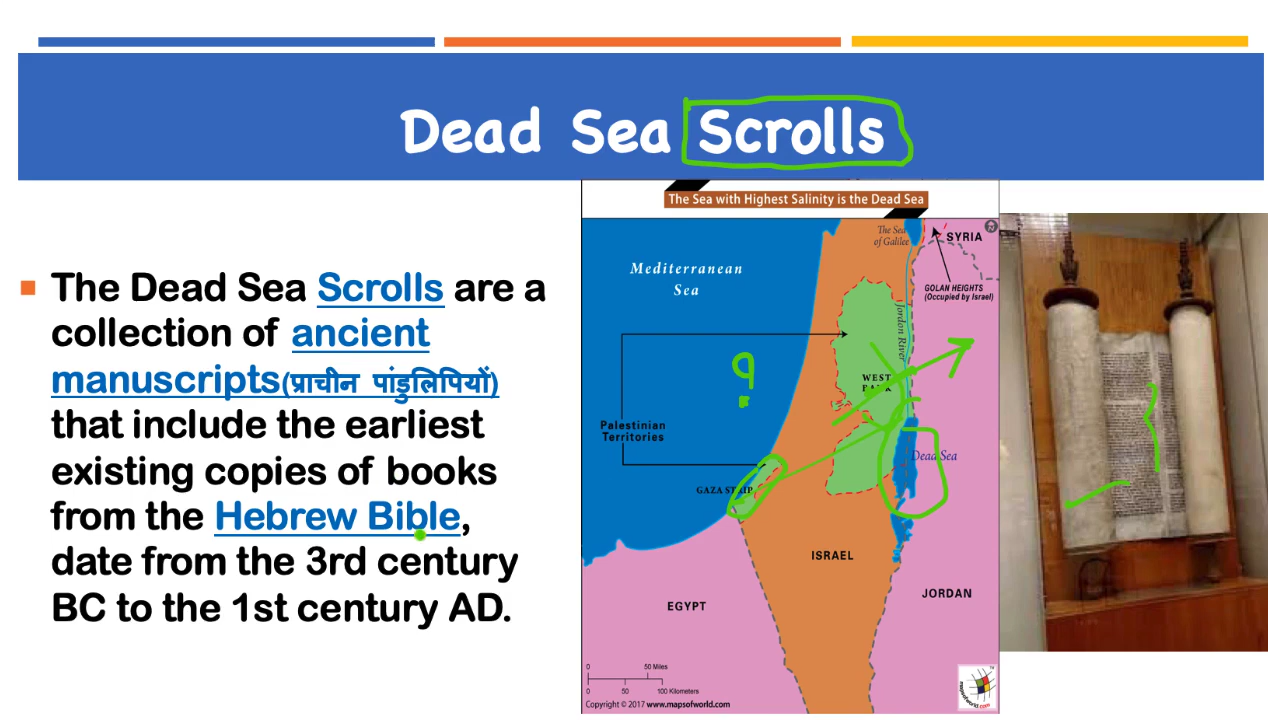 Dead Sea Scrolls
The Dead Sea Scrolls are a
collection of ancient
manuscripts(प्राचीन पांडुलिपियों)
that include the earliest
existing copies of books
from the Hebrew Bible,
date from the 3rd century
BC to the 1st century AD.
The Sea with Highest Salinity is the Dead Sea
The Sea
of Galilee
SYRIA
Mediterranean
Sea
GOLAN HEIGHTS
(Occupied by Israel)
Jordon River
WEST
BANK
Palestinian
Territories
Dead Sea
GAZA STRIP
ISRAEL
EGYPT
JORDAN
0 50 Miles
0 50 100 Kilometers
Copyright © 2017 www.mapsofworld.com
mapsofworld.com